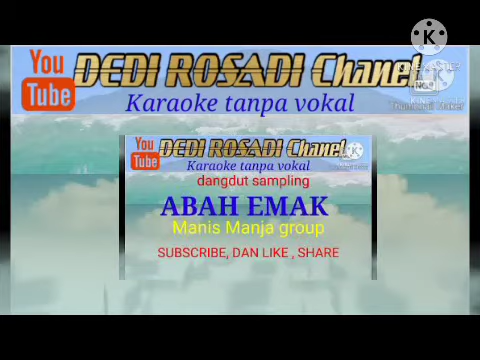 You
Tube
DEDI ROSADI Chanel
Karaoke tanpa vokal
You
Tube
DEDI ROSADI Chanel
Karaoke tanpa vokal
dangdut sampling
ABAH EMAK
Manis Manja group
SUBSCRIBE, DAN LIKE , SHARE